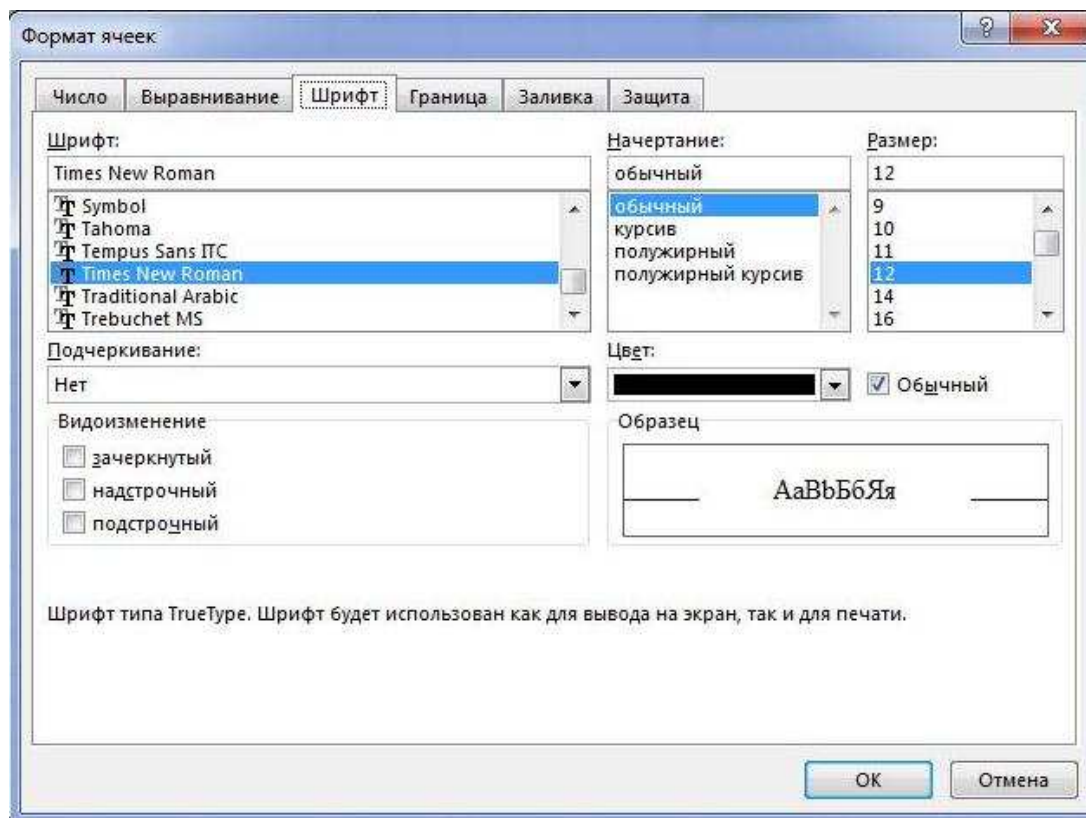 Формат ячеек
Число Выравнивание Шрифт Граница Заливка Защита
Шрифт: Начертание: Размер:
Times New Roman обычный 12
Symbol обычный 9
Tahoma курсив 10
Tempus Sans ITC полужирный 11
Times New Roman полужирный курсив 12
Traditional Arabic 14
Trebuchet MS 16
Подчеркивание: Цвет:
Нет Обычный
Видоизменение Образец
зачеркнутый
надстрочный АаВbБбЯя
подстрочный
Шрифт типа TrueType. Шрифт будет использован как для вывода на экран, так и для печати.
ОК Отмена